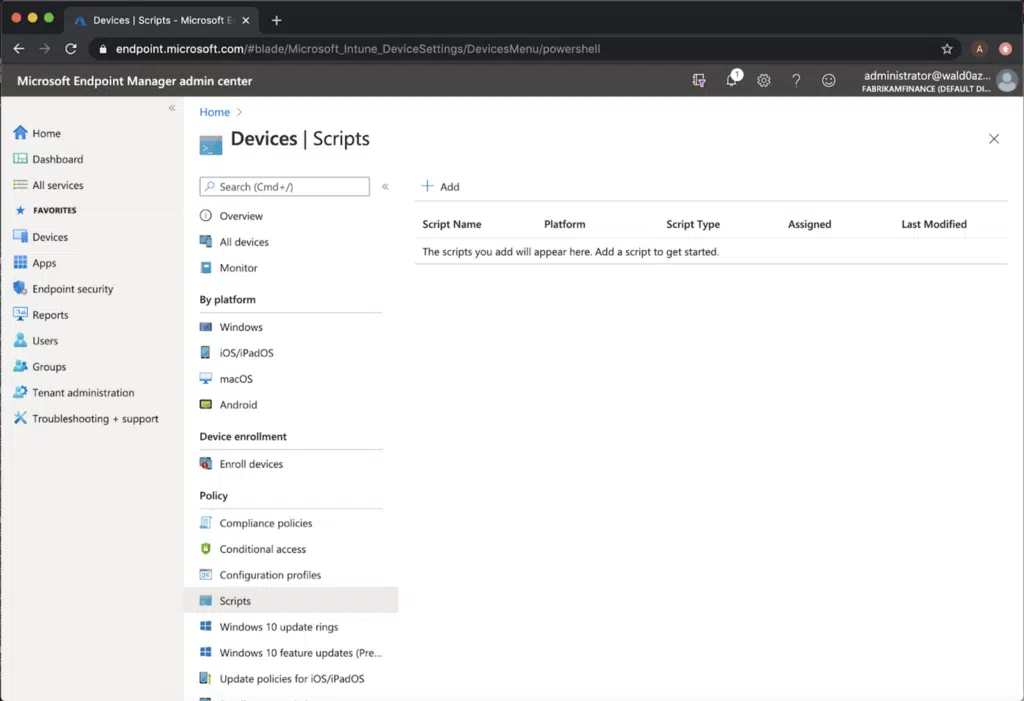 Devices | Scripts - Microsoft E
endpoint.microsoft.com/#blade/Microsoft_Intune_DeviceSettings/DevicesMenu/powershell
A
Microsoft Endpoint Manager admin center
1
administrator@wald0az...
FABRIKAMFINANCE (DEFAULT DI...
Home
Dashboard
All services
FAVORITES
Devices
Apps
Endpoint security
Reports
Users
Groups
Tenant administration
Troubleshooting + support
Home >
Devices | Scripts
Search (Cmd+/)
Overview
All devices
Monitor
By platform
Windows
iOS/iPadOS
macOS
Android
Device enrollment
Enroll devices
Policy
Compliance policies
Conditional access
Configuration profiles
Scripts
Windows 10 update rings
Windows 10 feature updates (Pre...
Update policies for iOS/iPadOS
+ Add
Script Name Platform Script Type Assigned Last Modified
The scripts you add will appear here. Add a script to get started.